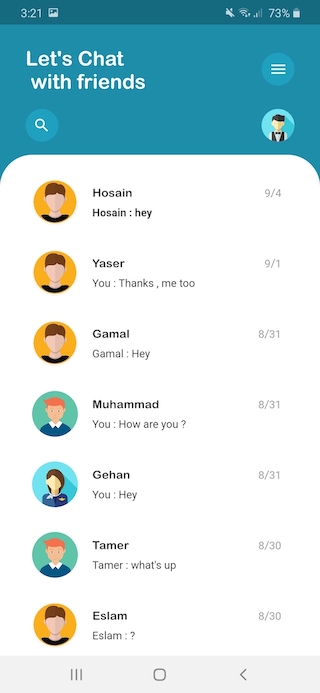 3:21 73%
Let's Chat
with friends
Hosain 9/4
Hosain : hey
Yaser 9/1
You : Thanks , me too
Gamal 8/31
Gamal : Hey
Muhammad 8/31
You : How are you ?
Gehan 8/31
You : Hey
Tamer 8/30
Tamer : what's up
Eslam 8/30
Eslam : ?